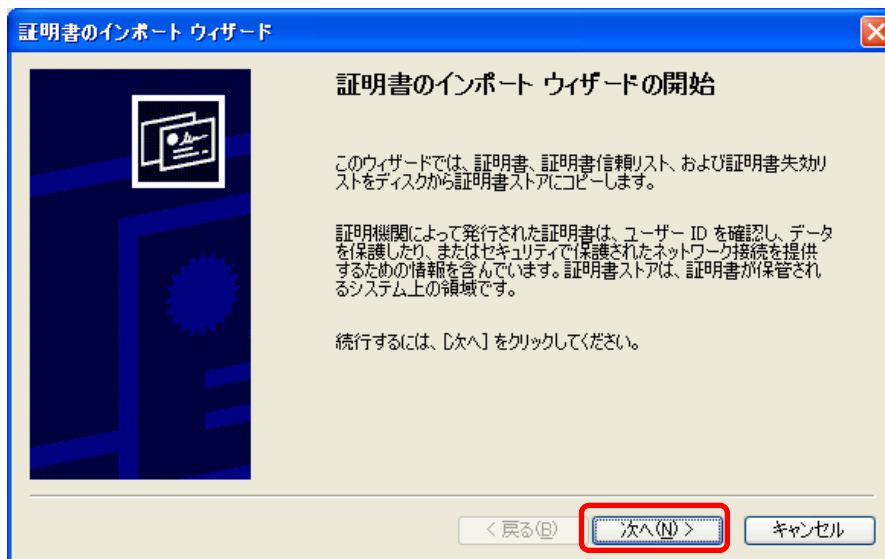 証明書のインポート ウィザード
証明書のインポート ウィザードの開始
このウィザードでは、証明書、証明書信頼リスト、および証明書失効リ
ストをディスクから証明書ストアにコピーします。
証明機関によって発行された証明書は、ユーザー ID を確認し、データ
を保護したり、またはセキュリティで保護されたネットワーク接続を提供
するための情報を含んでいます。証明書ストアは、証明書が保管され
るシステム上の領域です。
続行するには、[次へ] をクリックしてください。
< 戻る(B) 次へ(N) > キャンセル